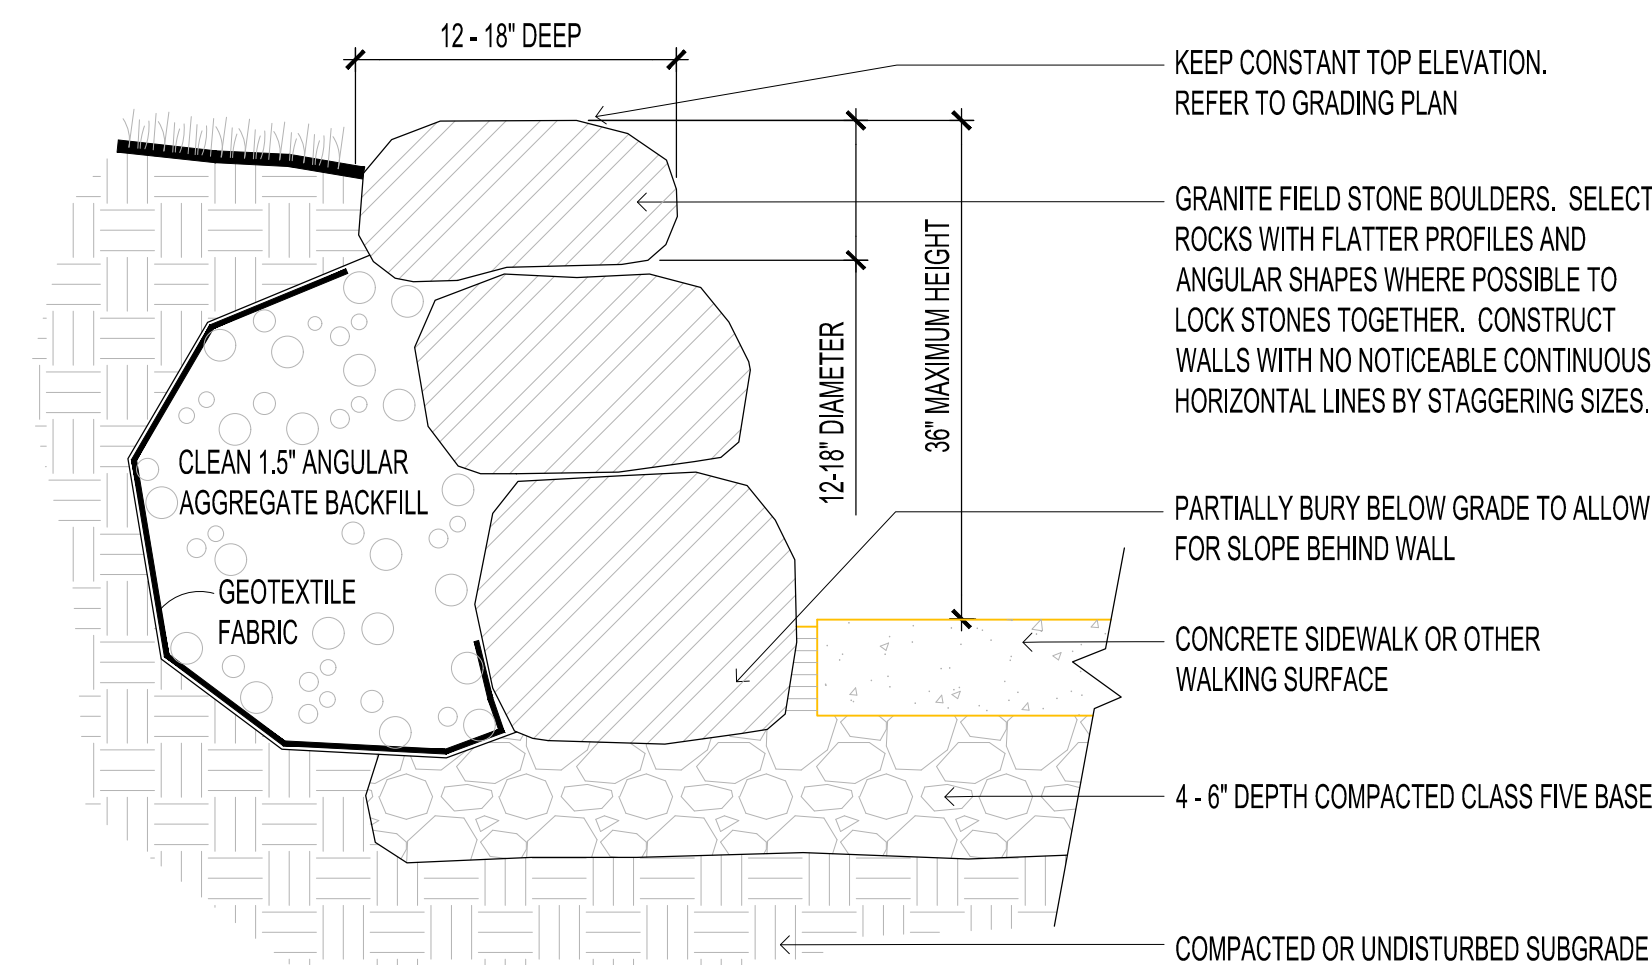 12 - 18" DEEP
KEEP CONSTANT TOP ELEVATION.
REFER TO GRADING PLAN
GRANITE FIELD STONE BOULDERS. SELECT
ROCKS WITH FLATTER PROFILES AND
ANGULAR SHAPES WHERE POSSIBLE TO
LOCK STONES TOGETHER. CONSTRUCT
WALLS WITH NO NOTICEABLE CONTINUOUS
HORIZONTAL LINES BY STAGGERING SIZES.
36" MAXIMUM HEIGHT
12-18" DIAMETER
CLEAN 1.5" ANGULAR
AGGREGATE BACKFILL
GEOTEXTILE
FABRIC
PARTIALLY BURY BELOW GRADE TO ALLOW
FOR SLOPE BEHIND WALL
CONCRETE SIDEWALK OR OTHER
WALKING SURFACE
4 - 6" DEPTH COMPACTED CLASS FIVE BASE
COMPACTED OR UNDISTURBED SUBGRADE